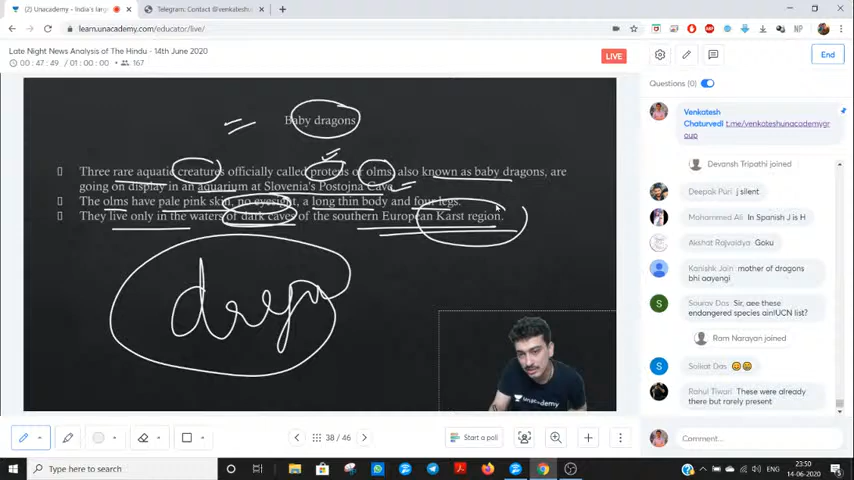 (2) Unacademy - India's larg
Telegram: Contact @venkateshun
learn.unacademy.com/educator/live/
NP
Late Night News Analysis of The Hindu - 14th June 2020
00 : 47 : 49 / 01 : 00 : 00 • 167
LIVE
End
Baby dragons
Three rare aquatic creatures officially called proteus or olms, also known as baby dragons, are
going on display in an aquarium at Slovenia's Postojna Cave
The olms have pale pink skin, no eyesight, a long thin body and four legs.
They live only in the waters of dark caves of the southern European Karst region.
unacademy
Questions (0)
Venkatesh
Chaturvedi t.me/venkateshunacademygr
oup
Devansh Tripathi joined
Deepak Puri j silent
Mohammed Ali In Spanish J is H
Akshat Rajvaidya Goku
Kanishk Jain mother of dragons
bhi aayengi
S
Sourav Das Sir, aee these
endangered species ainIUCN list?
Ram Narayan joined
S
Soikat Das
Rahul Tiwari These were already
there but rarely present
38 / 46
Start a poll
Comment...
Type here to search
ENG
23:50
14-06-2020